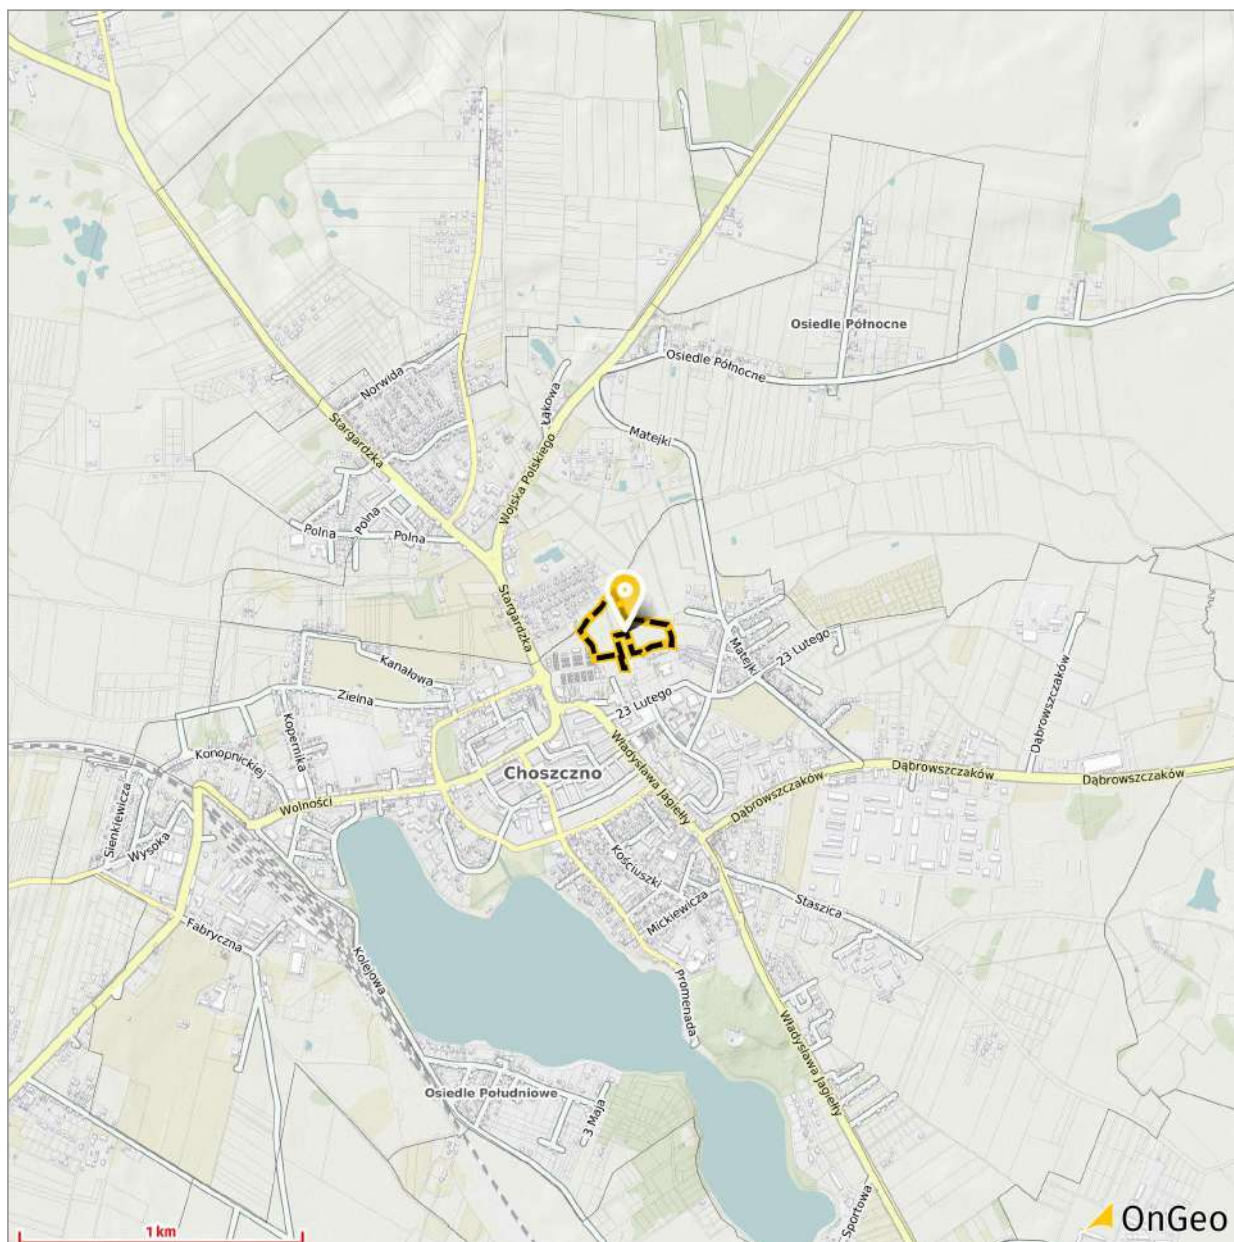 Osiedle Północne
Osiedle Północne
Norwida
Łąkowa
Stargardzka
Matejki
Wojska Polskiego
Polna
Polna
Polna
Stargardzka
Matejki
23 Lutego
Kanałowa
Zielna
23 Lutego
Kopernika
Dąbrowszczaków
Konopnickiej
Choszczno
Władysława Jagiełły
Dąbrowszczaków
Dąbrowszczaków
Dąbrowszczaków
Sienkiewicza
Wolności
Wysoka
Kościuszki
Mickiewicza
Staszica
Fabryczna
Kolejowa
Promenada
Władysława Jagiełły
Osiedle Południowe
3 Maja
Sportowa
1 km
OnGeo